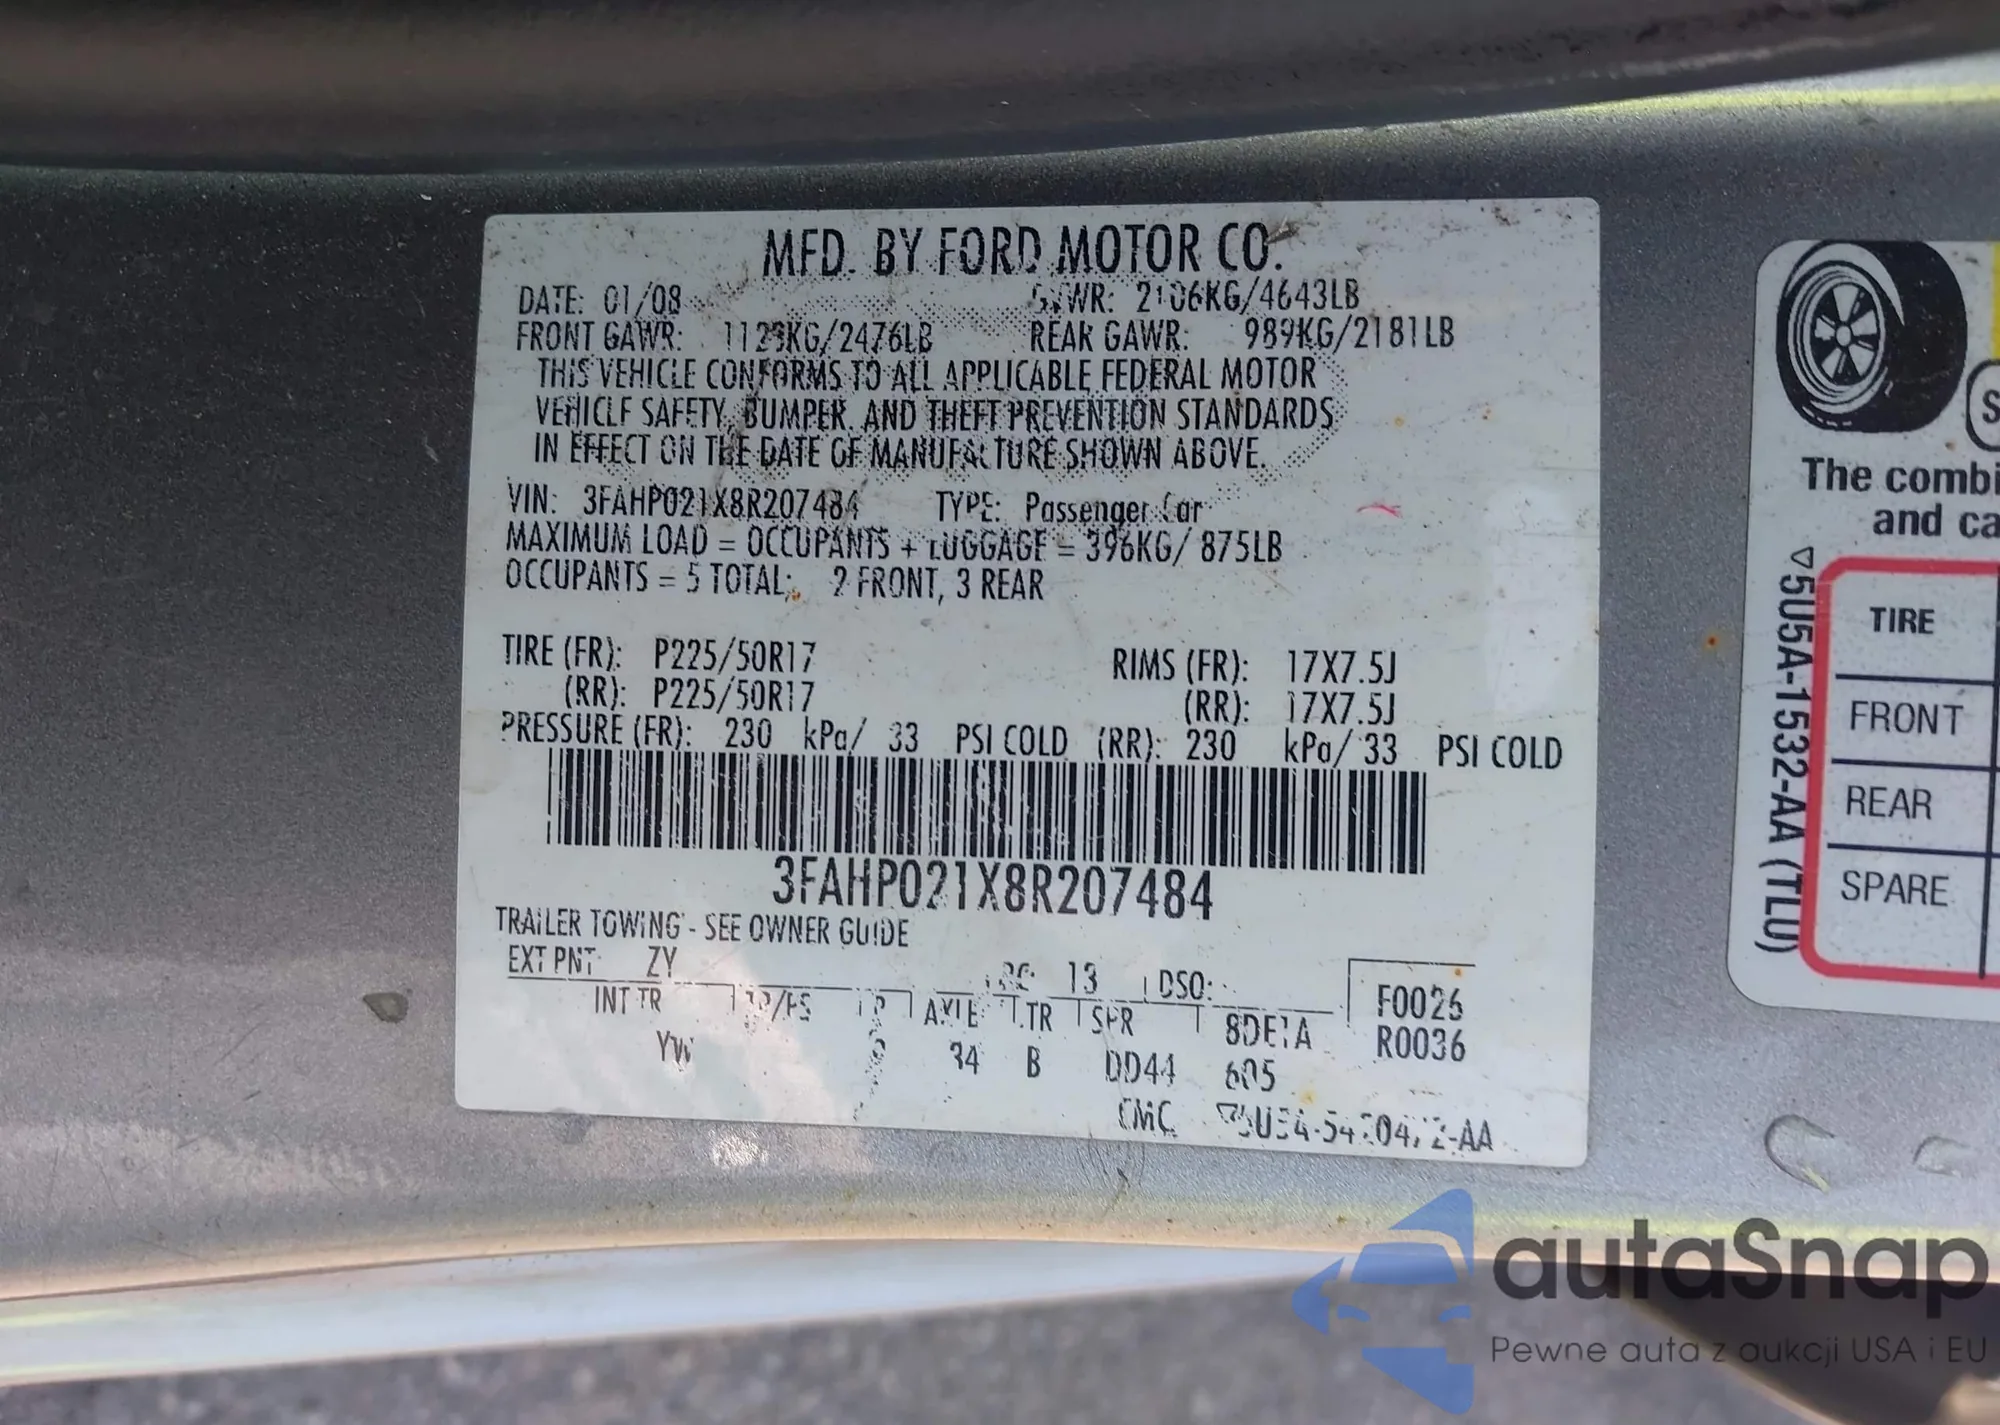 MFD. BY FORD MOTOR CO.
DATE: 01/08 GVWR: 2106KG/4643LB
FRONT GAWR: 1123KG/2476LB REAR GAWR: 989KG/2181LB
THIS VEHICLE CONFORMS TO ALL APPLICABLE FEDERAL MOTOR
VEHICLE SAFETY, BUMPER, AND THEFT PREVENTION STANDARDS
IN EFFECT ON THE DATE OF MANUFACTURE SHOWN ABOVE.
VIN: 3FAHP021X8R207484 TYPE: Passenger Car
MAXIMUM LOAD = OCCUPANTS + LUGGAGE = 396KG/ 875LB
OCCUPANTS = 5 TOTAL; 2 FRONT, 3 REAR
TIRE (FR): P225/50R17 RIMS (FR): 17X7.5J
(RR): P225/50R17 (RR): 17X7.5J
PRESSURE (FR): 230 kPa/ 33 PSI COLD (RR): 230 kPa/ 33 PSI COLD
3FAHP021X8R207484
TRAILER TOWING - SEE OWNER GUIDE
EXT PNT: ZY 13 DSO: F0026
INT TR AXLE LTR SPR 8DE1A R0036
YW 34 B DD44 605
CMC
The combi
and ca
▽5U5A-1532-AA (TLU)
TIRE
FRONT
REAR
SPARE
autaSnap
Pewne auta z aukcji USA i EU